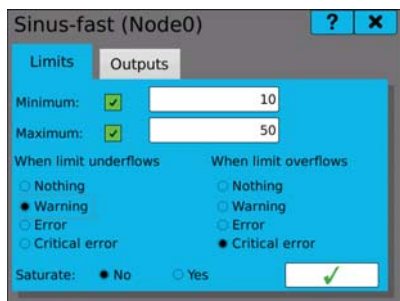 Sinus-fast (Node0) ? X
Limits Outputs
Minimum: 10
Maximum: 50
When limit underflows When limit overflows
Nothing Nothing
Warning Warning
Error Error
Critical error Critical error
Saturate: No Yes